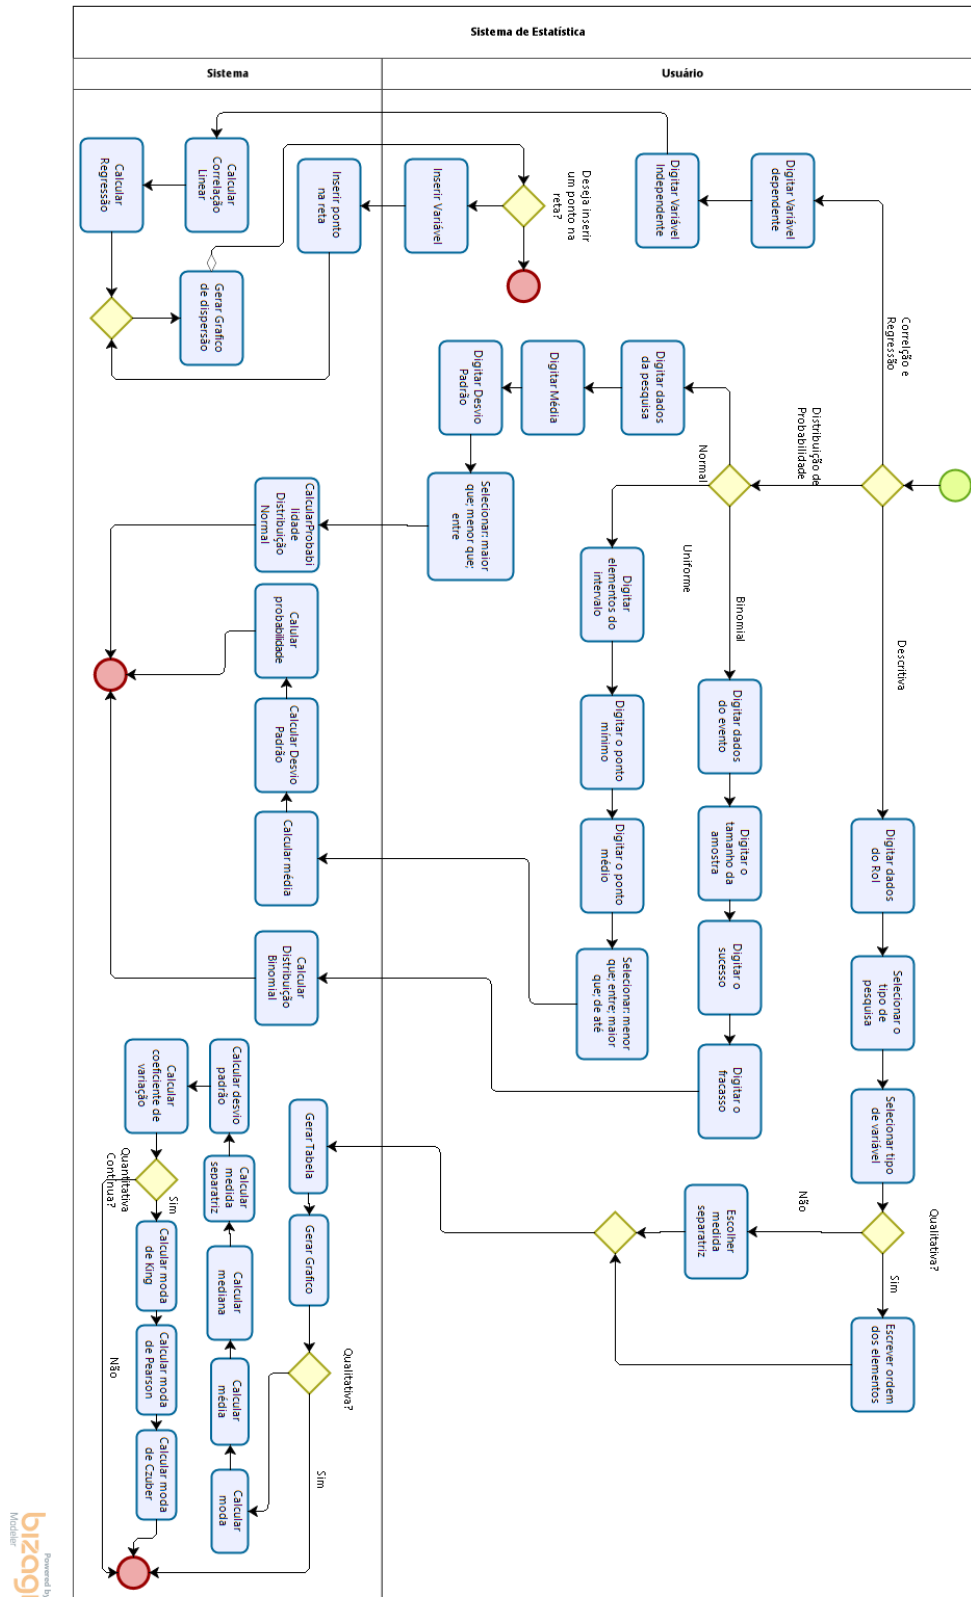 Sistema de Estatística
Sistema
Usuário
Digitar Variável
dependente
Digitar Variável
Independente
Calcular
Correlação
Linear
Calcular
Regressão
Gerar Grafico
de dispersão
Deseja inserir
um ponto na
reta?
Inserir Variável
Inserir ponto
na reta
Correlção e
Regressão
Distribuição de
Probabilidade
Descritiva
Normal
Uniforme
Binomial
Digitar dados
da pesquisa
Digitar Média
Digitar Desvio
Padrão
Selecionar: maior
que; menor que;
entre
CalcularProbabi
lidade
Distribuição
Normal
Digitar
elementos do
intervalo
Digitar o ponto
mínimo
Digitar o ponto
médio
Selecionar: menor
que; entre; maior
que; de até
Calcular média
Calcular Desvio
Padrão
Calular
probabilidade
Digitar dados
do evento
Digitar o
tamanho da
amostra
Digitar o
sucesso
Digitar o
fracasso
Calcular
Distribuição
Binomial
Digitar dados
do Rol
Selecionar o
tipo de
pesquisa
Selecionar tipo
de variável
Qualitativa?
Não
Sim
Escolher
medida
separatriz
Escrever ordem
dos elementos
Gerar Tabela
Gerar Grafico
Qualitativa?
Sim
Calcular
moda
Calcular
média
Calcular
mediana
Calcular
medida
separatriz
Calcular desvio
padrão
Calcular
coeficiente de
variação
Quantitativa
Continua?
Sim
Não
Calcular moda
de King
Calcular moda
de Pearson
Calcular moda
de Czuber
Powered by
bizagi
Modeler